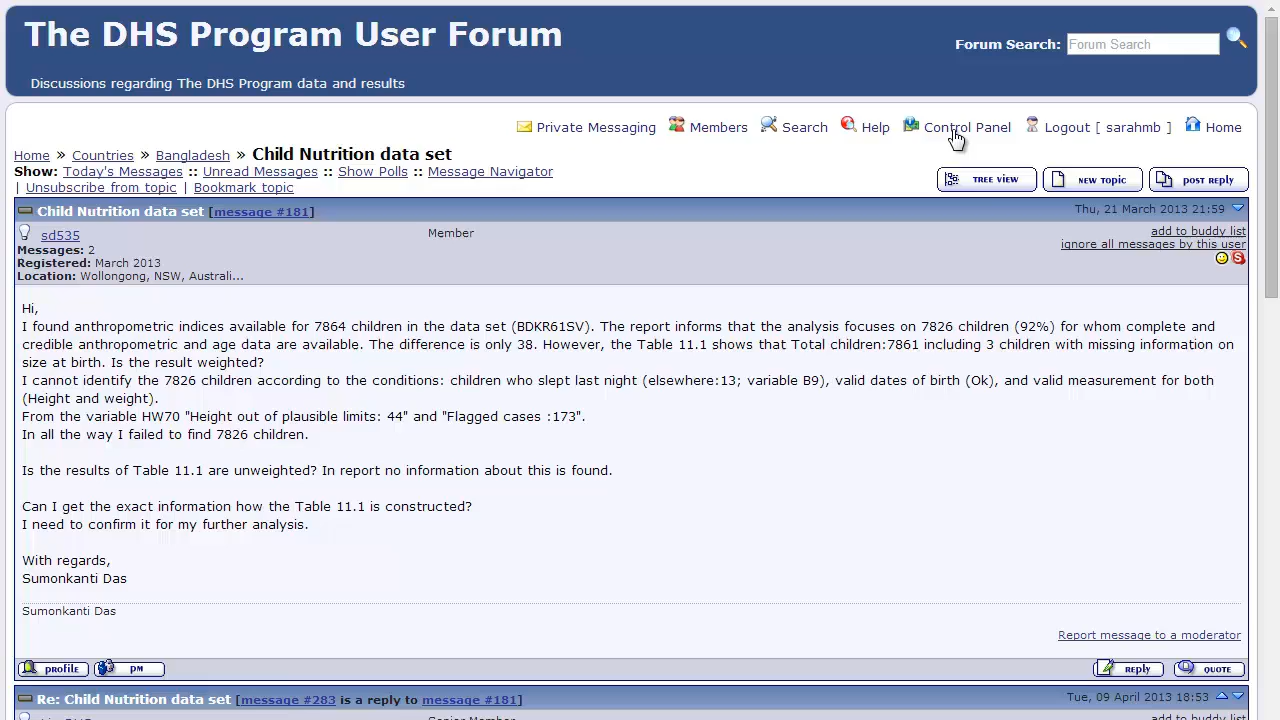 The DHS Program User Forum
Forum Search: Forum Search
Discussions regarding The DHS Program data and results
Private Messaging Members Search Help Control Panel Logout [ sarahmb ] Home
Home » Countries » Bangladesh » Child Nutrition data set
Show: Today's Messages :: Unread Messages :: Show Polls :: Message Navigator
| Unsubscribe from topic | Bookmark topic
TREE VIEW NEW TOPIC POST REPLY
Child Nutrition data set [message #181] Thu, 21 March 2013 21:59
sd535 Member add to buddy list
Messages: 2 ignore all messages by this user
Registered: March 2013
Location: Wollongong, NSW, Australi...
Hi,
I found anthropometric indices available for 7864 children in the data set (BDKR61SV). The report informs that the analysis focuses on 7826 children (92%) for whom complete and
credible anthropometric and age data are available. The difference is only 38. However, the Table 11.1 shows that Total children:7861 including 3 children with missing information on
size at birth. Is the result weighted?
I cannot identify the 7826 children according to the conditions: children who slept last night (elsewhere:13; variable B9), valid dates of birth (Ok), and valid measurement for both
(Height and weight).
From the variable HW70 "Height out of plausible limits: 44" and "Flagged cases :173".
In all the way I failed to find 7826 children.
Is the results of Table 11.1 are unweighted? In report no information about this is found.
Can I get the exact information how the Table 11.1 is constructed?
I need to confirm it for my further analysis.
With regards,
Sumonkanti Das
Sumonkanti Das
Report message to a moderator
profile pm reply quote
Re: Child Nutrition data set [message #283 is a reply to message #181] Tue, 09 April 2013 18:53